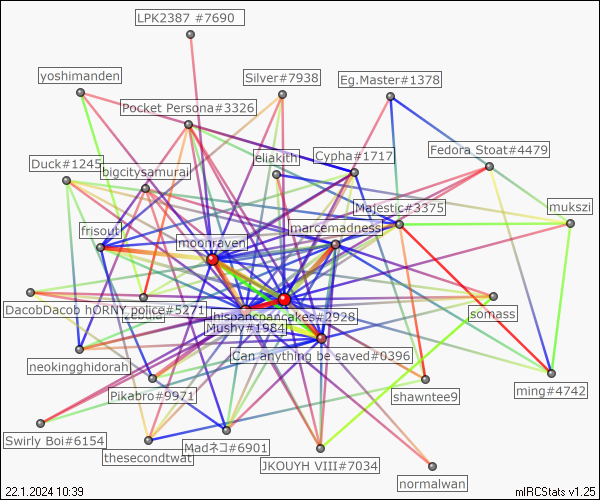 LPK2387 #7690
yoshimanden
Silver#7938
Eg.Master#1378
Pocket Persona#3326
Duck#1245
bigcitysamurai
eliakith
Cypha#1717
Fedora Stoat#4479
Majestic#3375
mukszi
frisout
moonraven
marcemadness
DacobDacob hORNY police#5271
hispancpancakes#2928
somass
Mushy#1984
Can anything be saved#0396
neokingghidorah
Pikabro#9971
shawntee9
ming#4742
Swirly Boi#6154
thesecondtwat
Madネコ#6901
JKOUYH VIII#7034
normalwan
22.1.2024 10:39
mIRCStats v1.25